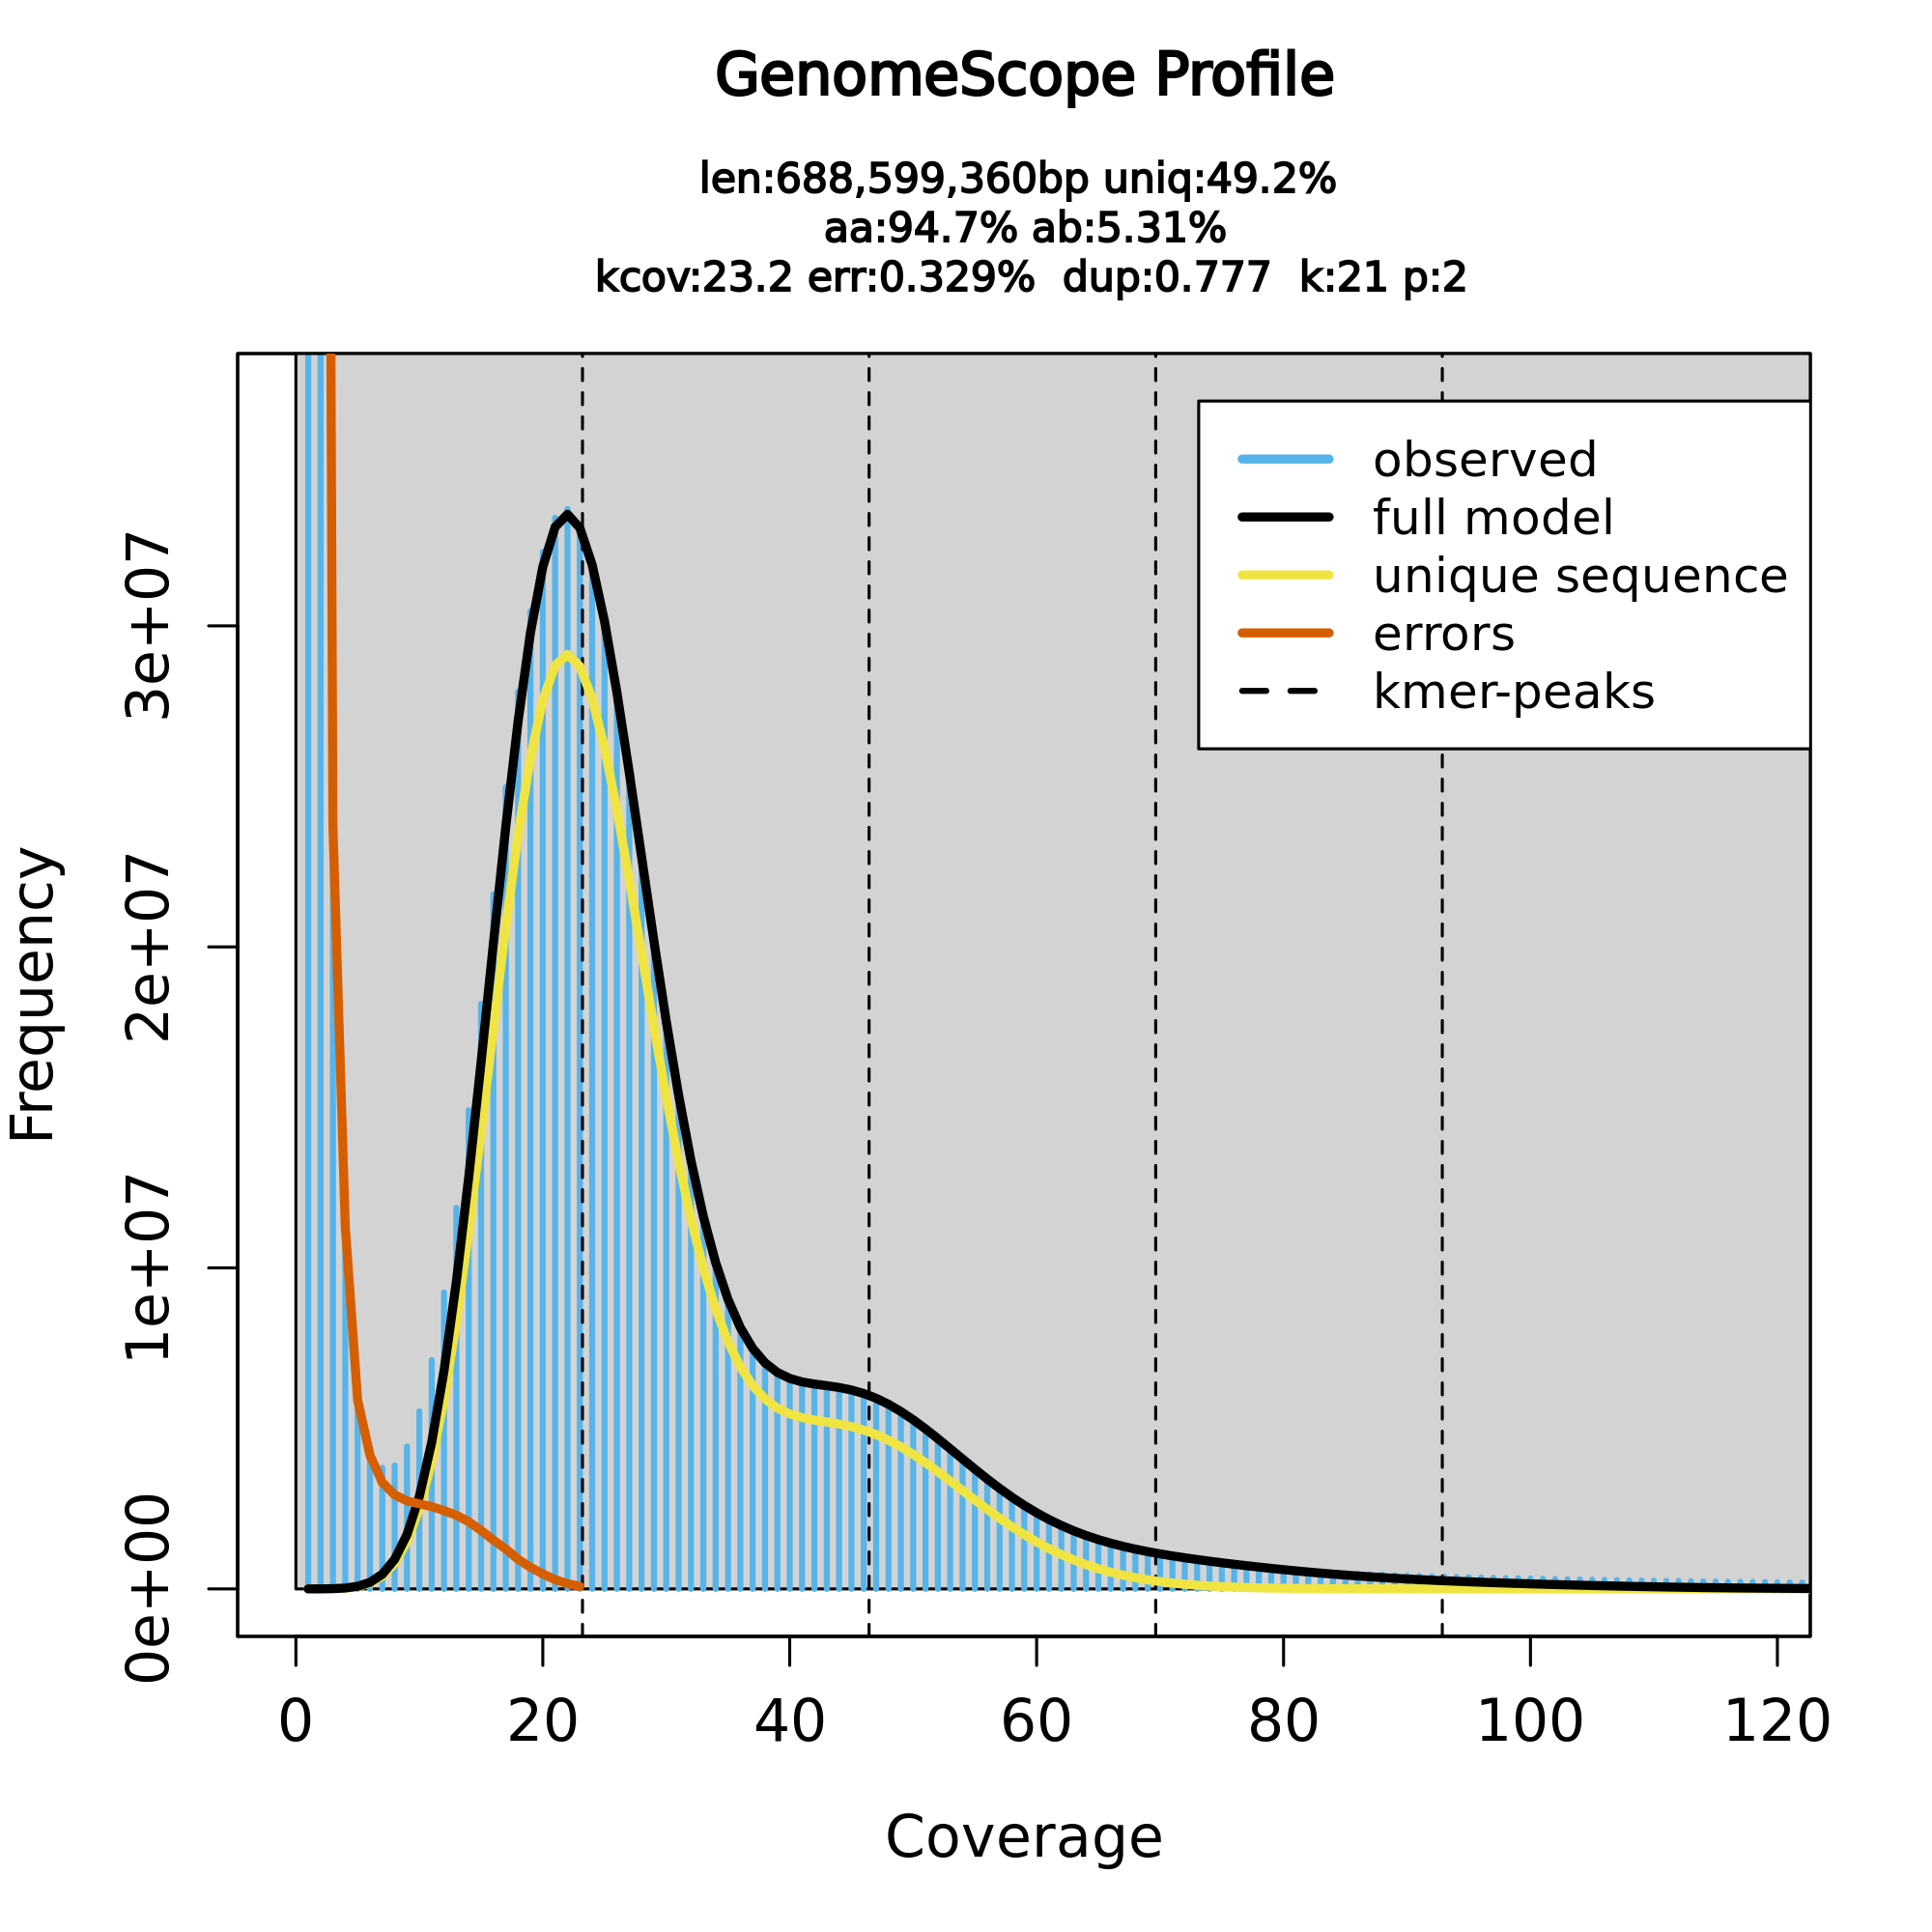 GenomeScope Profile
len:688,599,360bp uniq:49.2%
aa:94.7% ab:5.31%
kcov:23.2 err:0.329% dup:0.777 k:21 p:2
observed
full model
unique sequence
errors
kmer-peaks
Frequency
3e+07
2e+07
1e+07
0e+00
0 20 40 60 80 100 120
Coverage